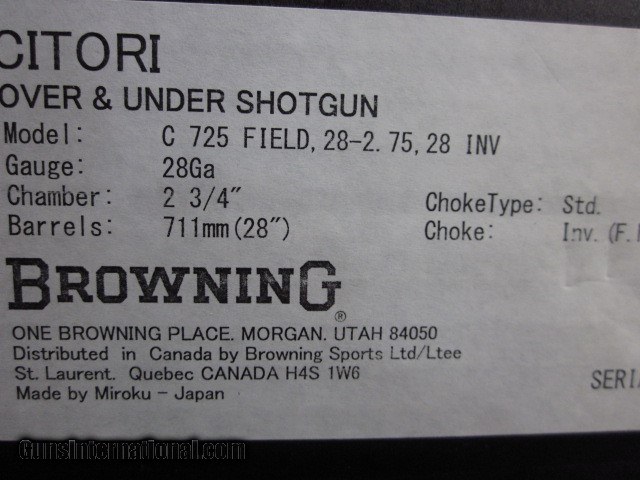 CITORI
OVER & UNDER SHOTGUN
Model: C 725 FIELD, 28-2.75, 28 INV
Gauge: 28Ga
Chamber: 2 3/4" ChokeType: Std.
Barrels: 711mm(28") Choke: Inv. (F.
BROWNING®
ONE BROWNING PLACE. MORGAN. UTAH 84050
Distributed in Canada by Browning Sports Ltd/Ltee
St. Laurent. Quebec CANADA H4S 1W6
Made by Miroku - Japan
SERIA
GunsInternational.com